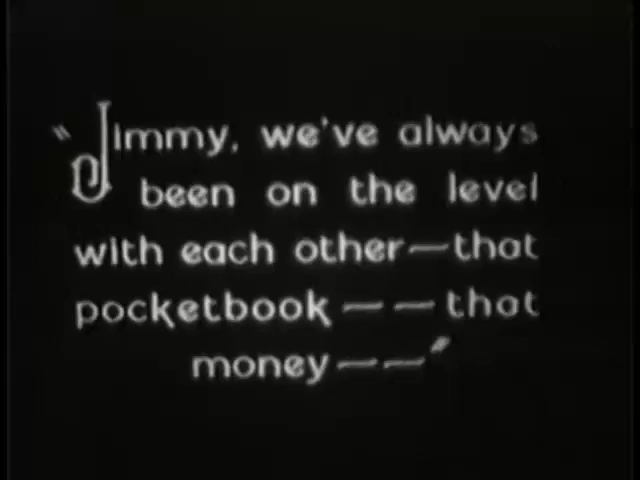 "Jimmy, we've always
been on the level
with each other—that
pocketbook — — that
money — —"